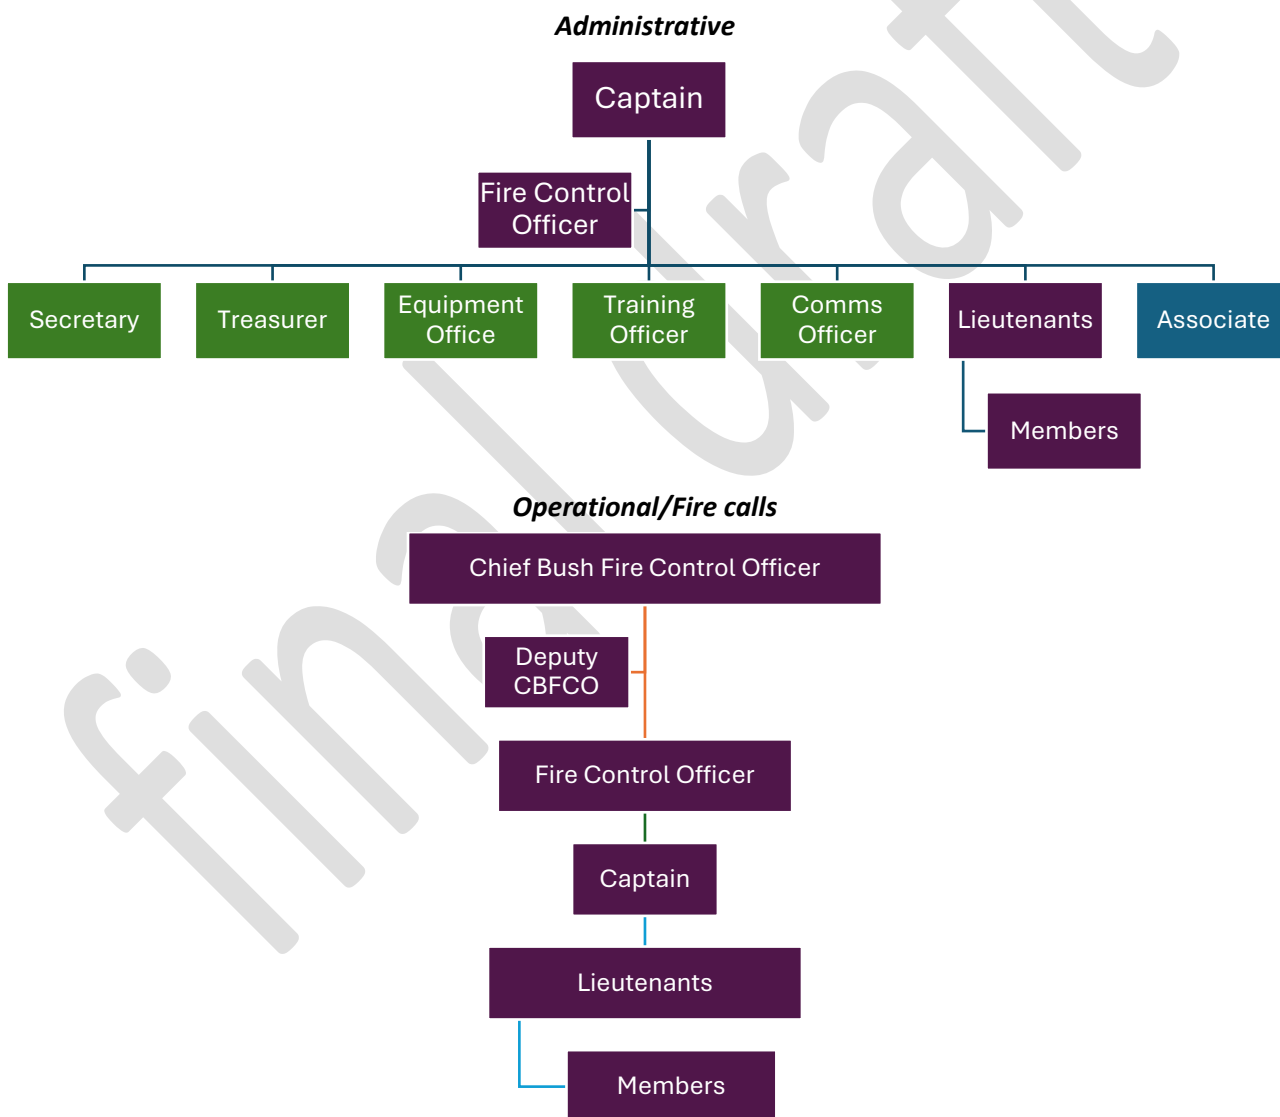 Administrative
Captain
Fire Control
Officer
Secretary
Treasurer
Equipment
Office
Training
Officer
Comms
Officer
Lieutenants
Associate
Members
Operational/Fire calls
Chief Bush Fire Control Officer
Deputy
CBFCO
Fire Control Officer
Captain
Lieutenants
Members
final draft